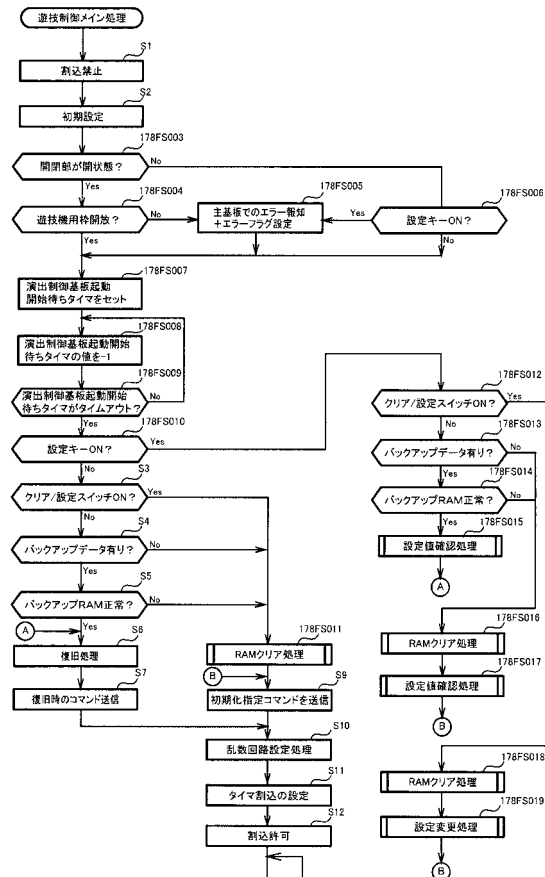 遊技制御メイン処理
S1
割込禁止
S2
初期設定
178FS003
開閉部が開状態？
No
Yes
178FS004
遊技機用枠開放？
No
Yes
178FS005
主基板でのエラー報知
+エラーフラグ設定
178FS006
設定キーON？
Yes
No
178FS007
演出制御基板起動
開始待ちタイマをセット
178FS008
演出制御基板起動開始
待ちタイマの値を-1
178FS009
演出制御基板起動開始
待ちタイマがタイムアウト？
No
Yes
178FS010
設定キーON？
Yes
No
S3
クリア/設定スイッチON？
Yes
No
S4
バックアップデータ有り？
No
Yes
S5
バックアップRAM正常？
No
Yes
A
S6
復旧処理
S7
復旧時のコマンド送信
178FS011
RAMクリア処理
B
S9
初期化指定コマンドを送信
S10
乱数回路設定処理
S11
タイマ割込の設定
S12
割込許可
178FS012
クリア/設定スイッチON？
Yes
No
178FS013
バックアップデータ有り？
No
Yes
178FS014
バックアップRAM正常？
No
Yes
178FS015
設定値確認処理
A
178FS016
RAMクリア処理
178FS017
設定値確認処理
B
178FS018
RAMクリア処理
178FS019
設定変更処理
B